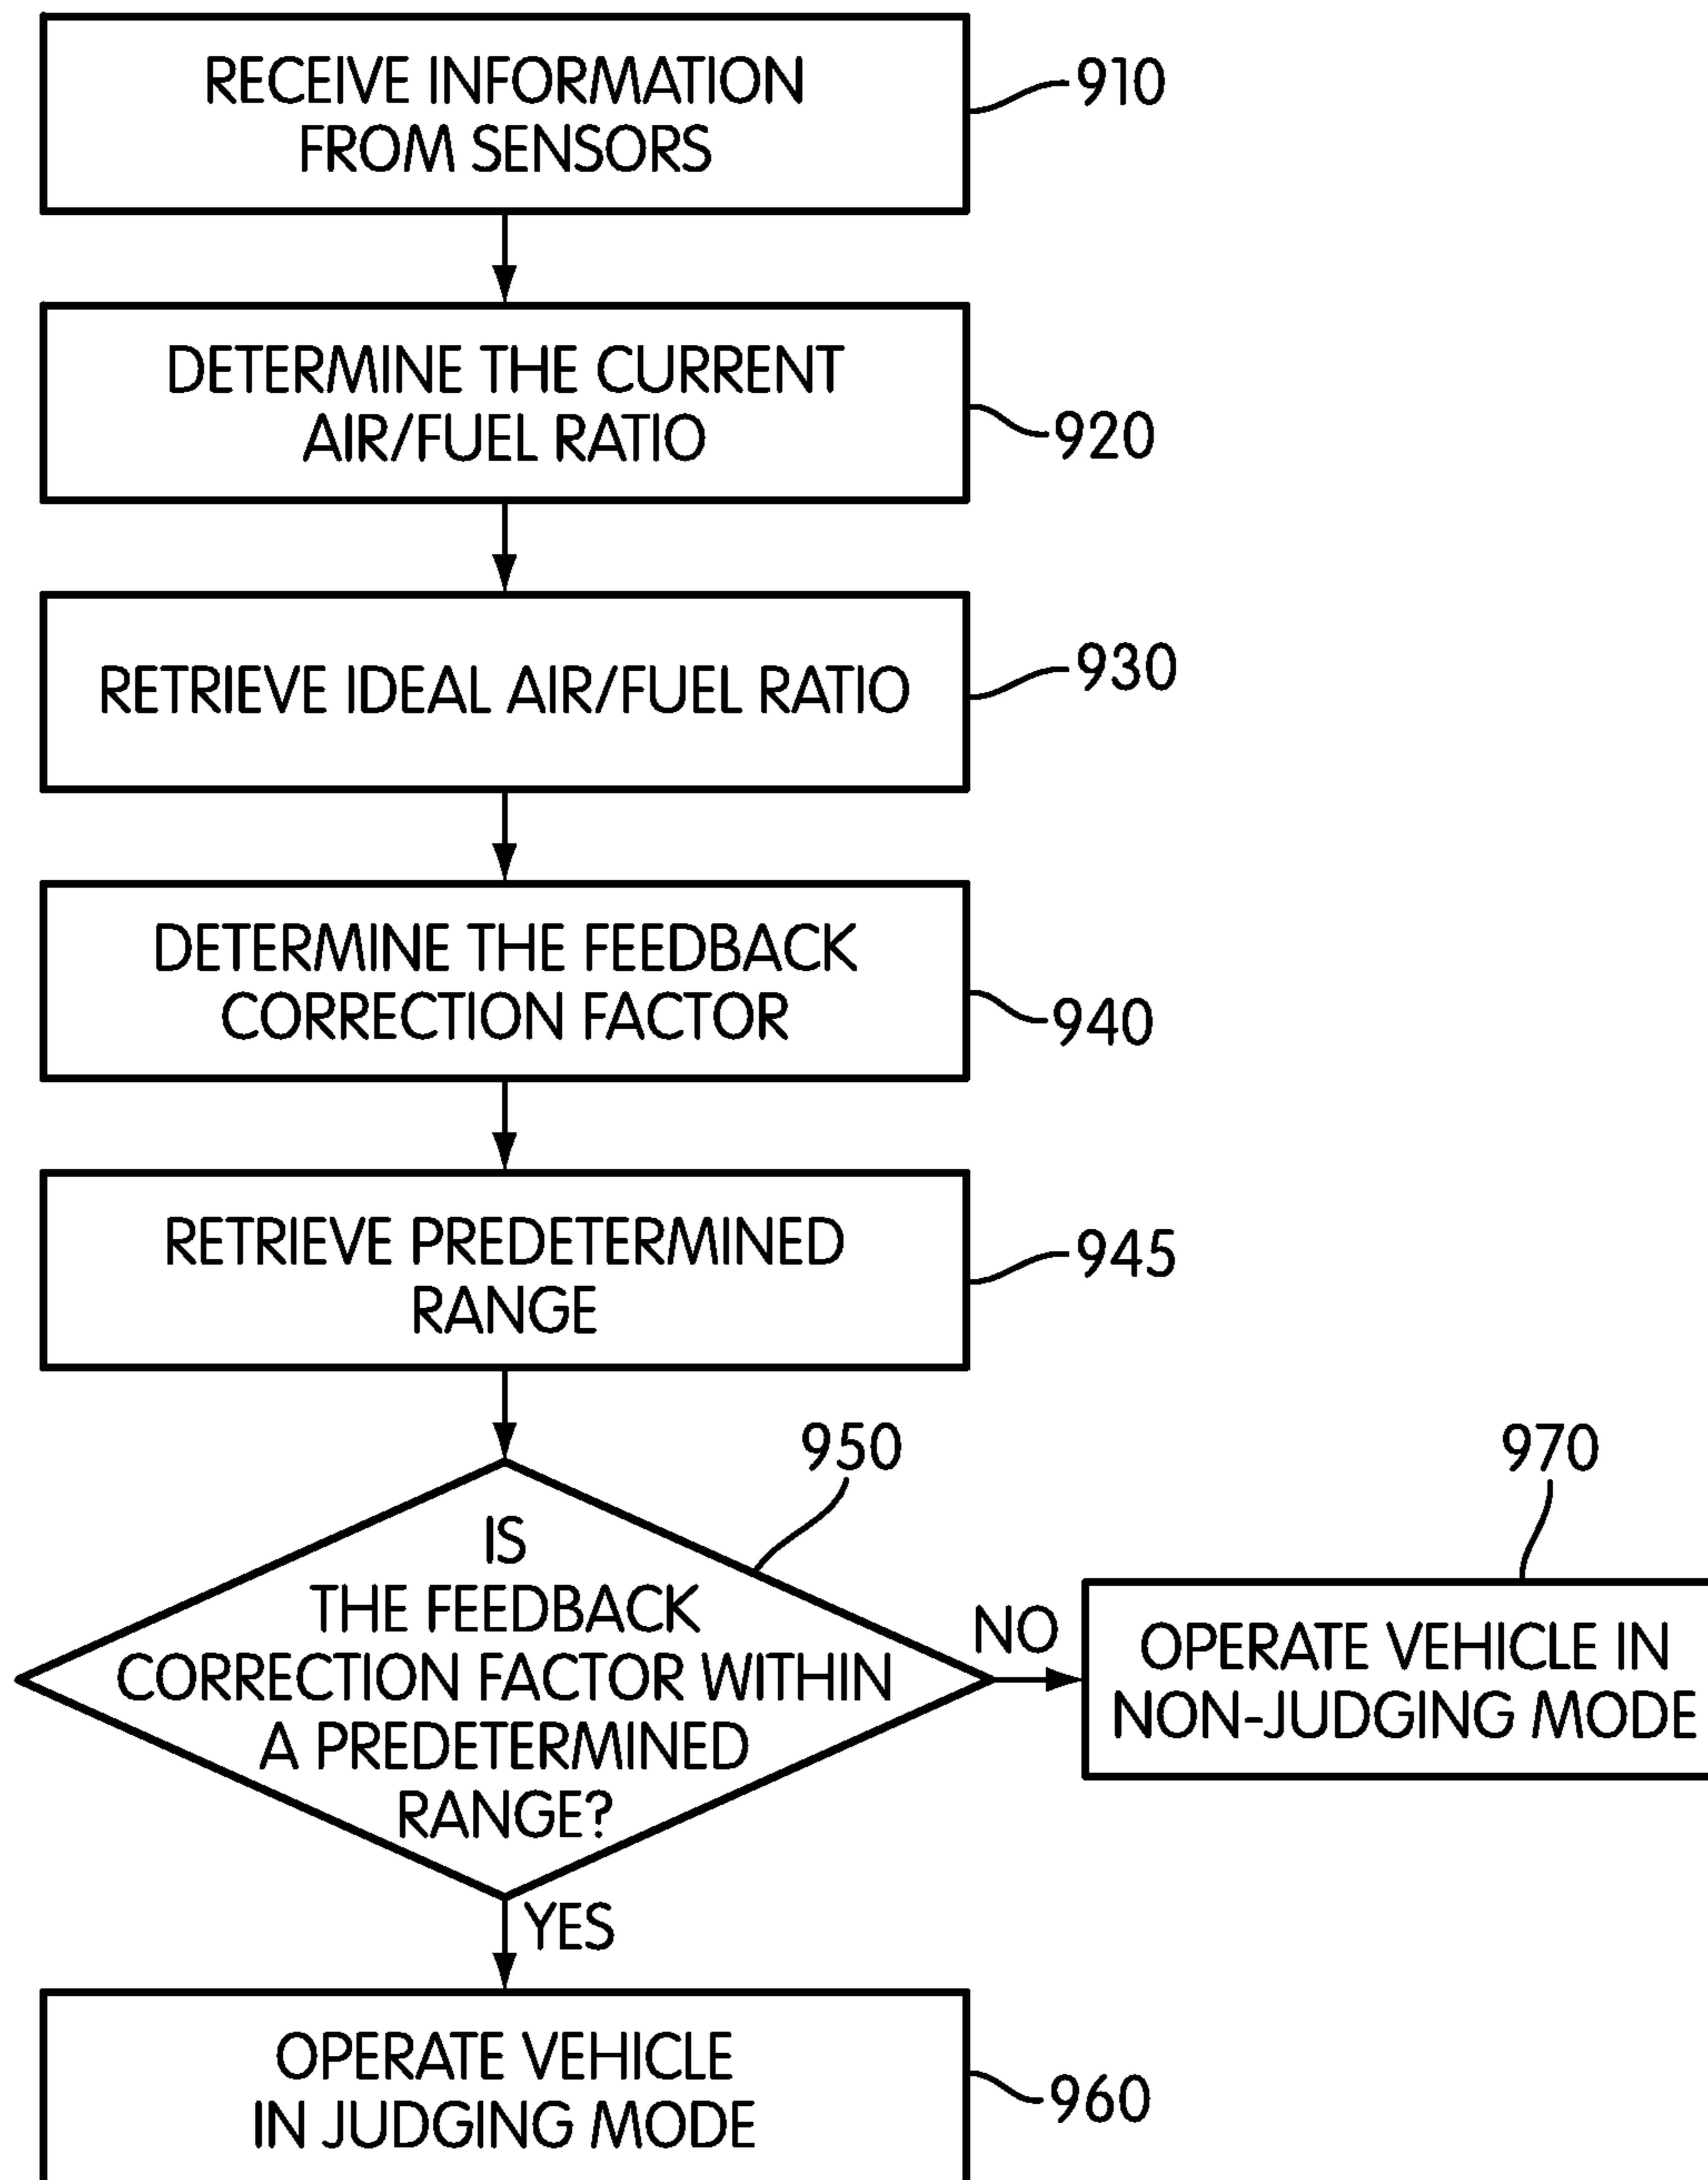 RECEIVE INFORMATION
FROM SENSORS
910
DETERMINE THE CURRENT
AIR/FUEL RATIO
920
RETRIEVE IDEAL AIR/FUEL RATIO
930
DETERMINE THE FEEDBACK
CORRECTION FACTOR
940
RETRIEVE PREDETERMINED
RANGE
945
950
IS
THE FEEDBACK
CORRECTION FACTOR WITHIN
A PREDETERMINED
RANGE?
NO
970
OPERATE VEHICLE IN
NON-JUDGING MODE
YES
OPERATE VEHICLE
IN JUDGING MODE
960